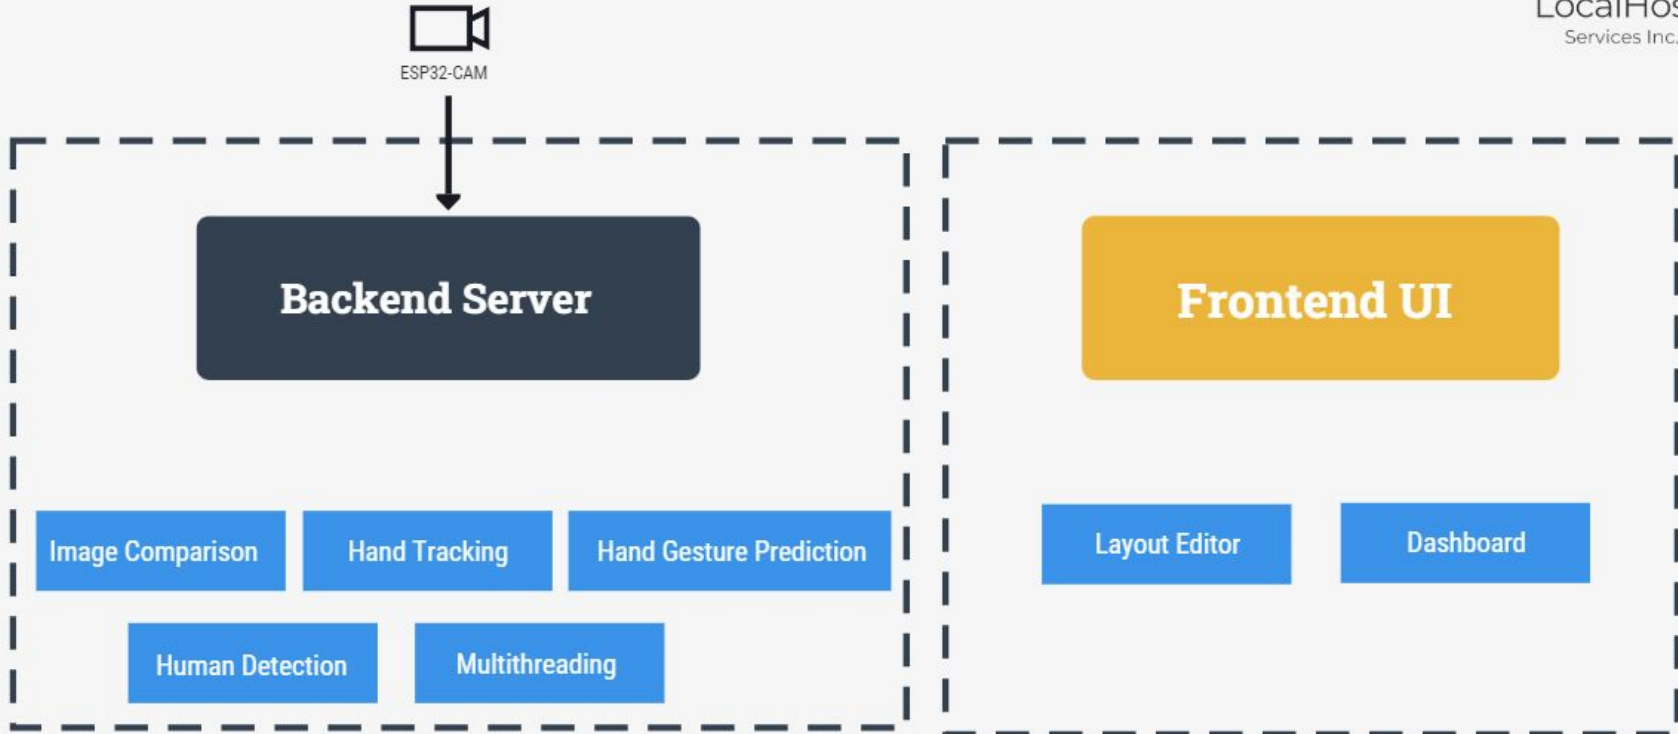 Services Inc.
ESP32-CAM
Backend Server
Frontend UI
Image Comparison
Hand Tracking
Hand Gesture Prediction
Layout Editor
Dashboard
Human Detection
Multithreading